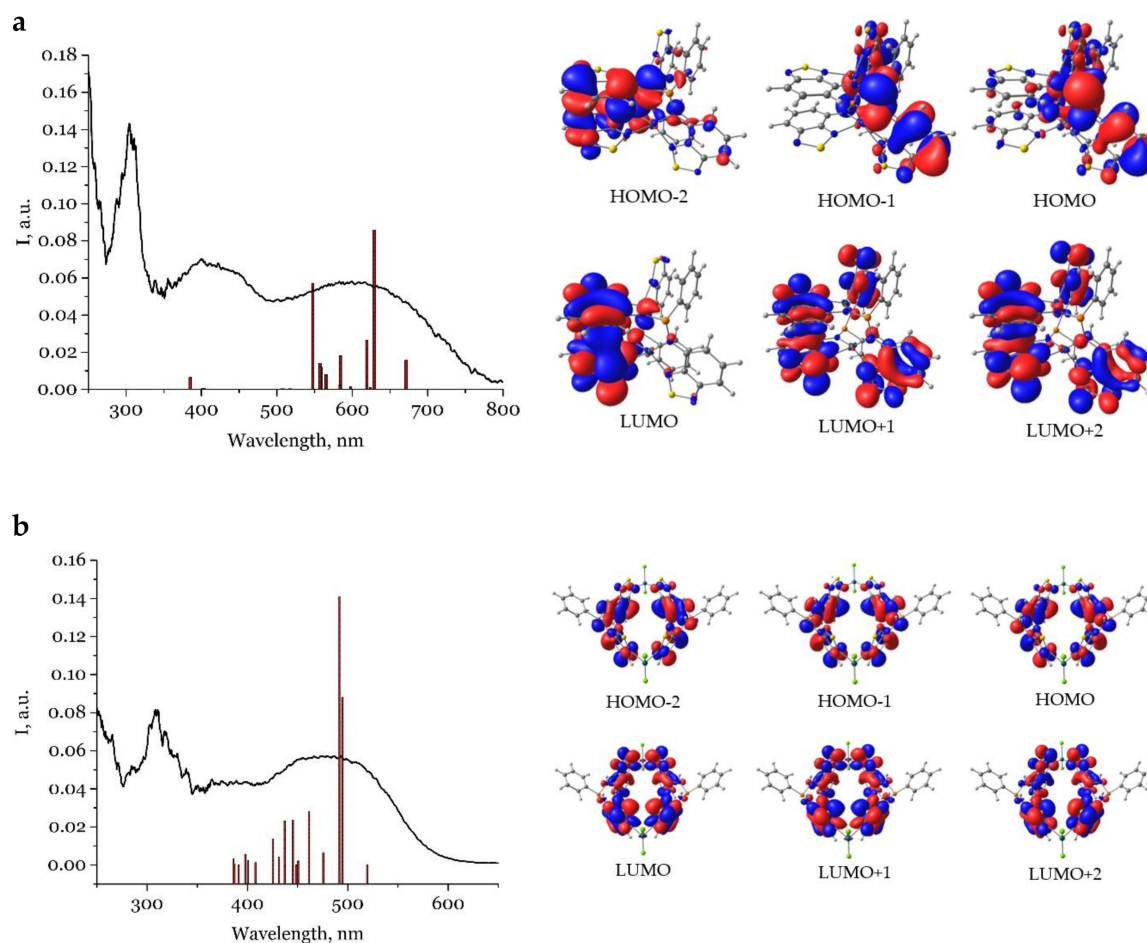 a
I, a.u.
0.18
0.16
0.14
0.12
0.10
0.08
0.06
0.04
0.02
0.00
300 400 500 600 700 800
Wavelength, nm
HOMO-2 HOMO-1 HOMO
LUMO LUMO+1 LUMO+2
b
I, a.u.
0.16
0.14
0.12
0.10
0.08
0.06
0.04
0.02
0.00
300 400 500 600
Wavelength, nm
HOMO-2 HOMO-1 HOMO
LUMO LUMO+1 LUMO+2